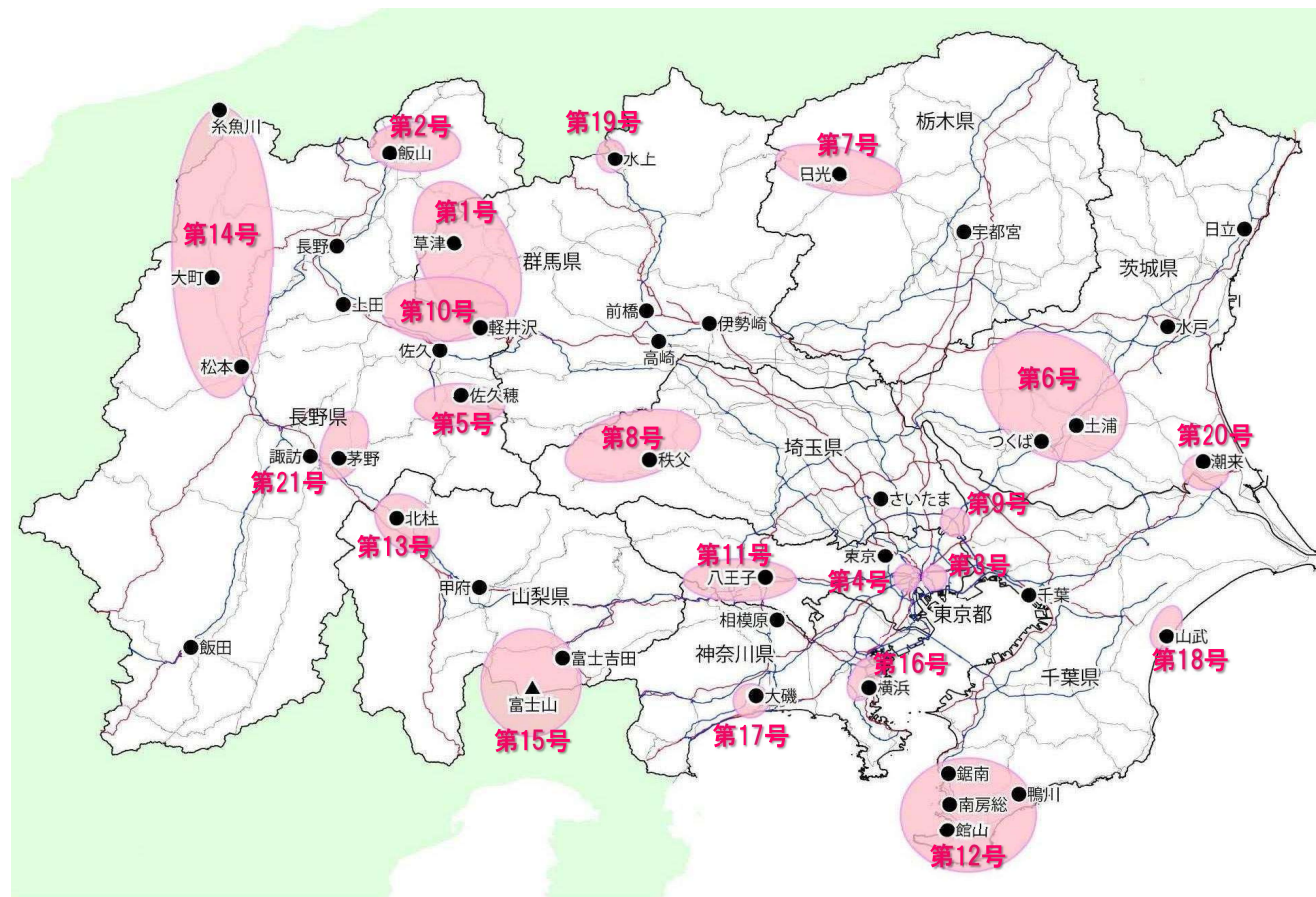 糸魚川
第2号
飯山
第19号
水上
栃木県
第7号
日光
第1号
草津
第14号
長野
群馬県
大町
宇都宮
日立
茨城県
上田
第10号
軽井沢
前橋
伊勢崎
高崎
水戸
佐久
松本
佐久穂
第5号
第6号
長野県
土浦
つくば
第8号
秩父
埼玉県
第20号
潮来
諏訪
茅野
第21号
さいたま
第9号
北杜
第13号
第11号
八王子
東京
第4号
第3号
甲府
山梨県
千葉
東京都
相模原
山武
第18号
飯田
富士吉田
神奈川県
第16号
横浜
千葉県
富士山
大磯
第15号
第17号
鋸南
鴨川
南房総
館山
第12号